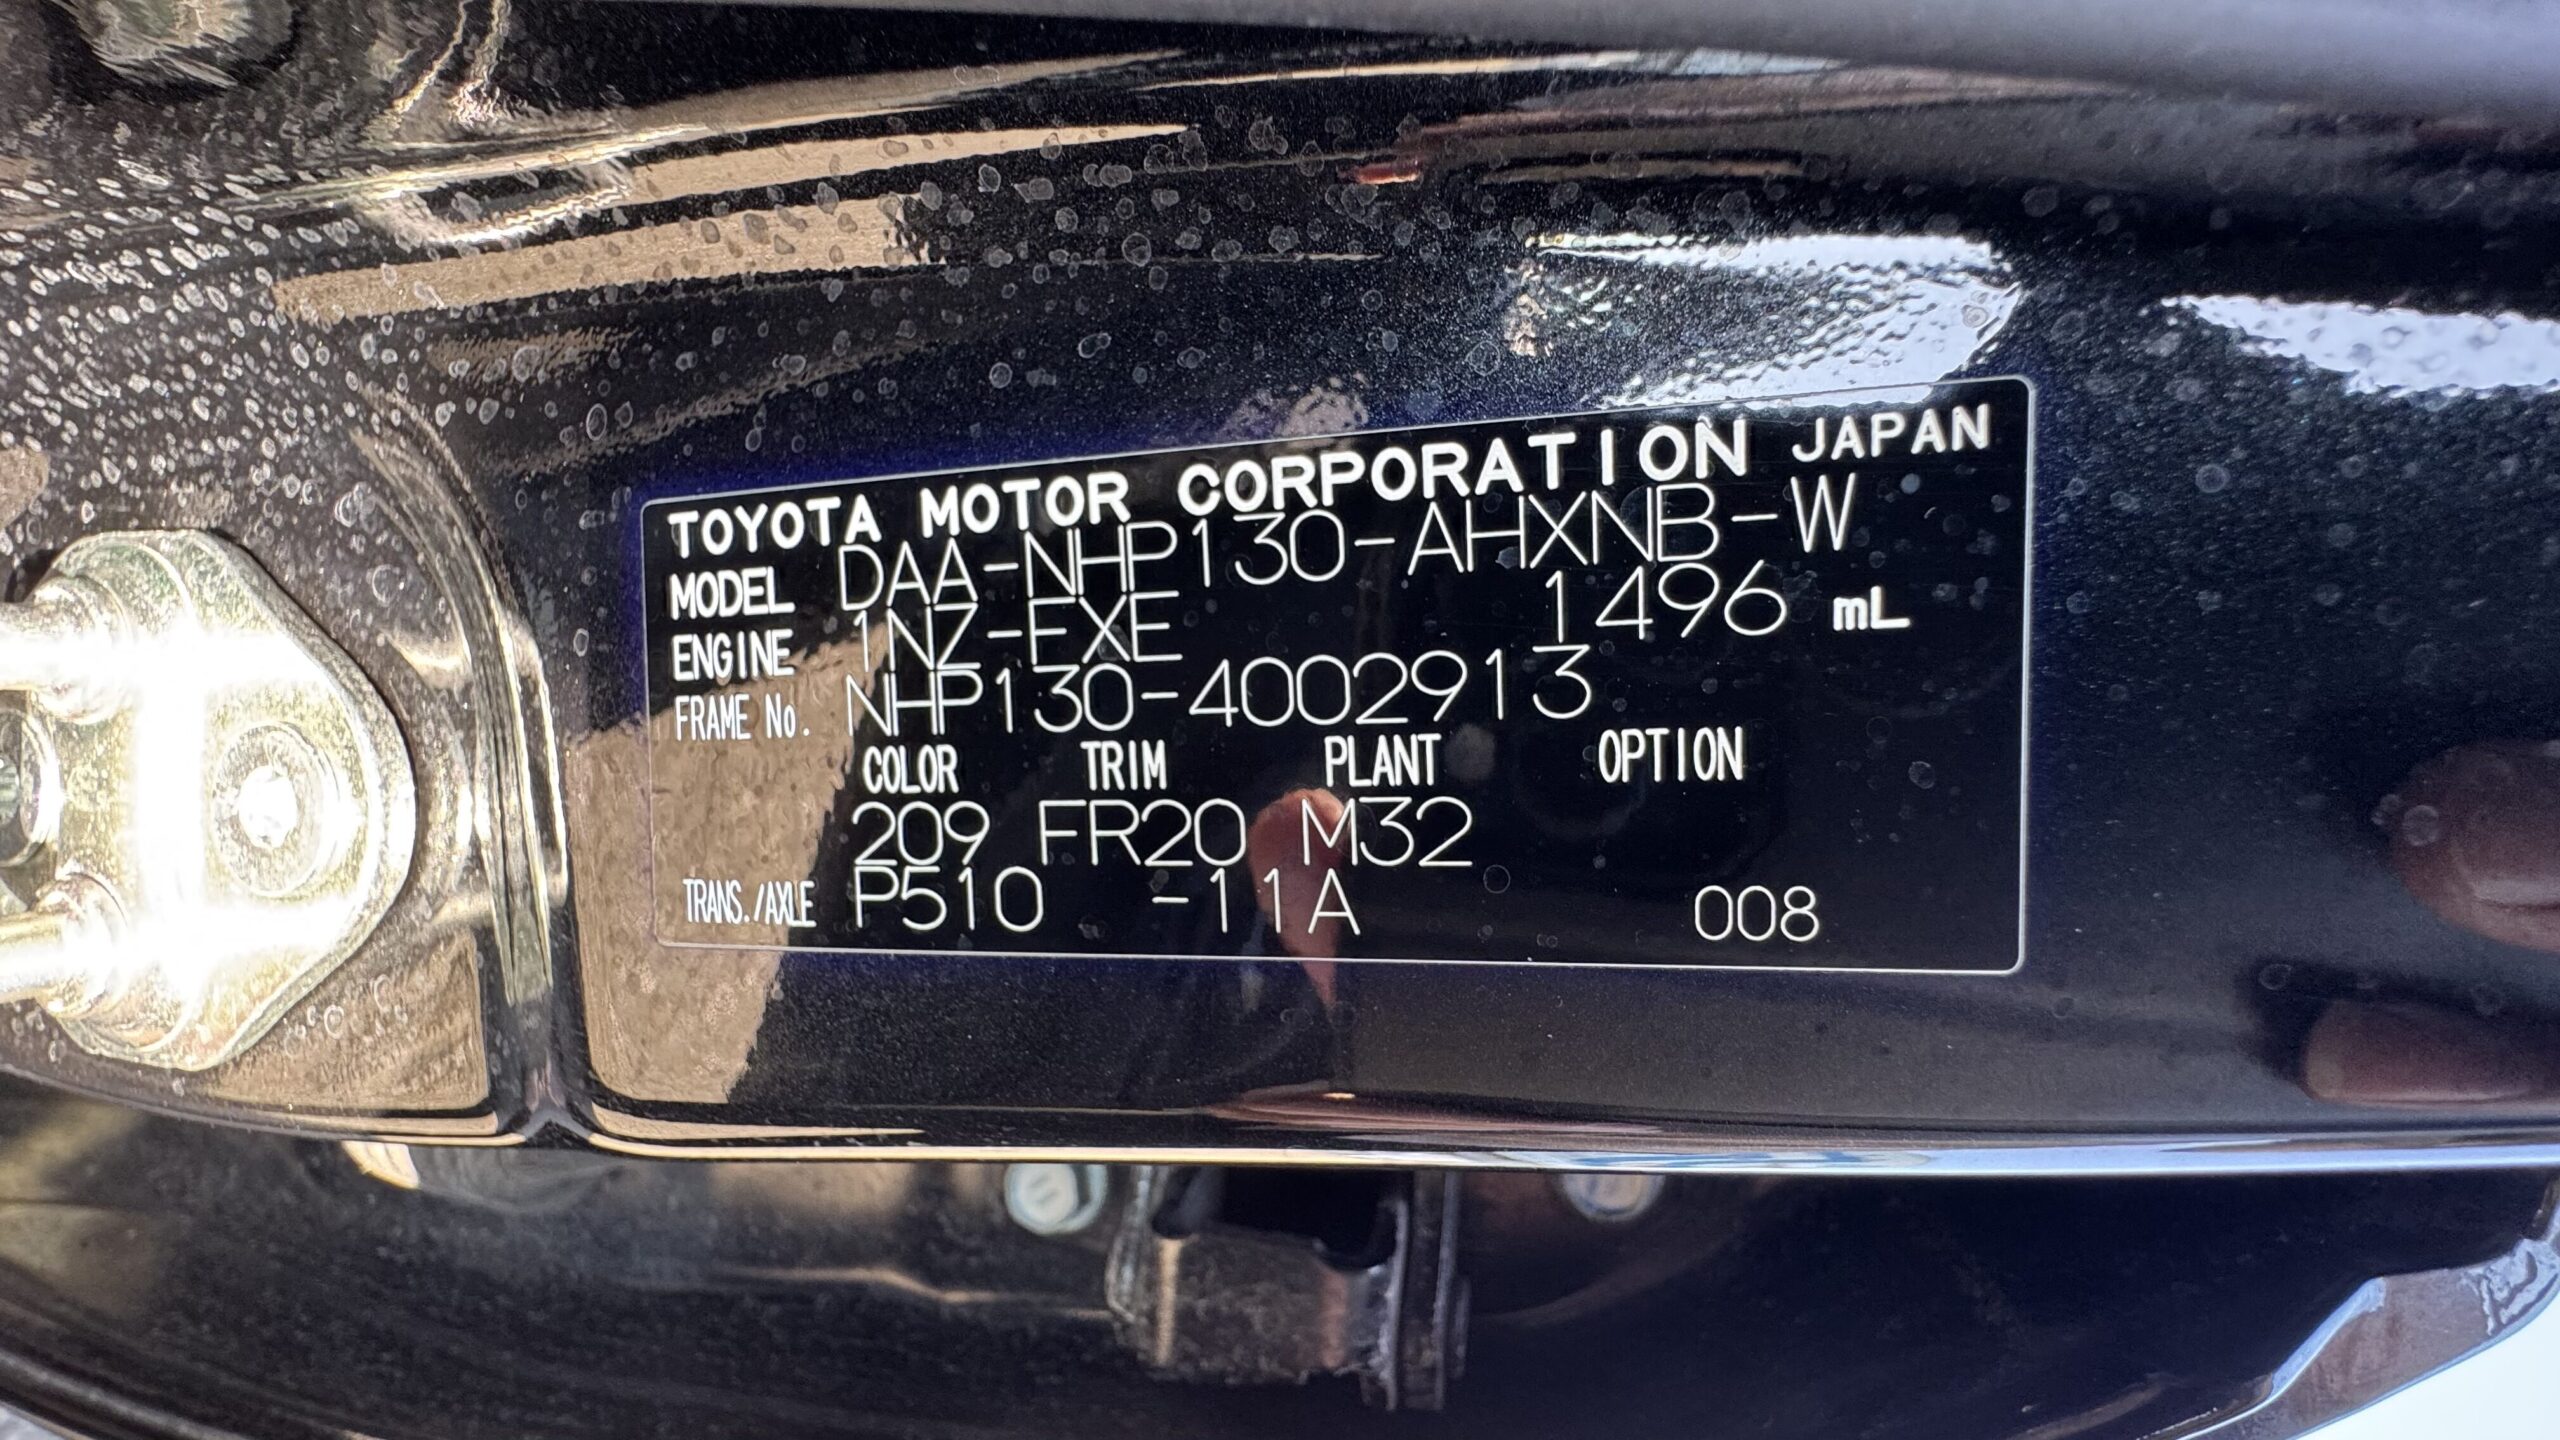 TOYOTA MOTOR CORPORATION JAPAN
MODEL DAA-NHP130-AHXNB-W
ENGINE 1NZ-FXE 1496 mL
FRAME No. NHP130-4002913
COLOR TRIM PLANT OPTION
209 FR20 M32
TRANS./AXLE P510 -11A 008